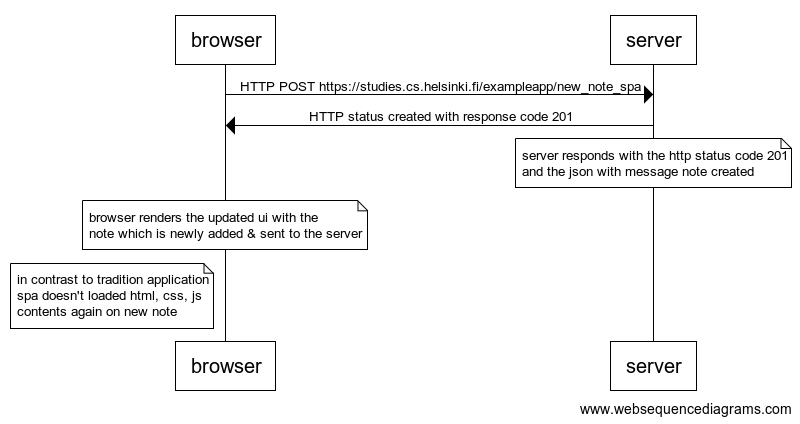 browser
server
HTTP POST https://studies.cs.helsinki.fi/exampleapp/new_note_spa
HTTP status created with response code 201
server responds with the http status code 201
and the json with message note created
browser renders the updated ui with the
note which is newly added & sent to the server
in contrast to tradition application
spa doesn't loaded html, css, js
contents again on new note
browser
server
www.websequencediagrams.com